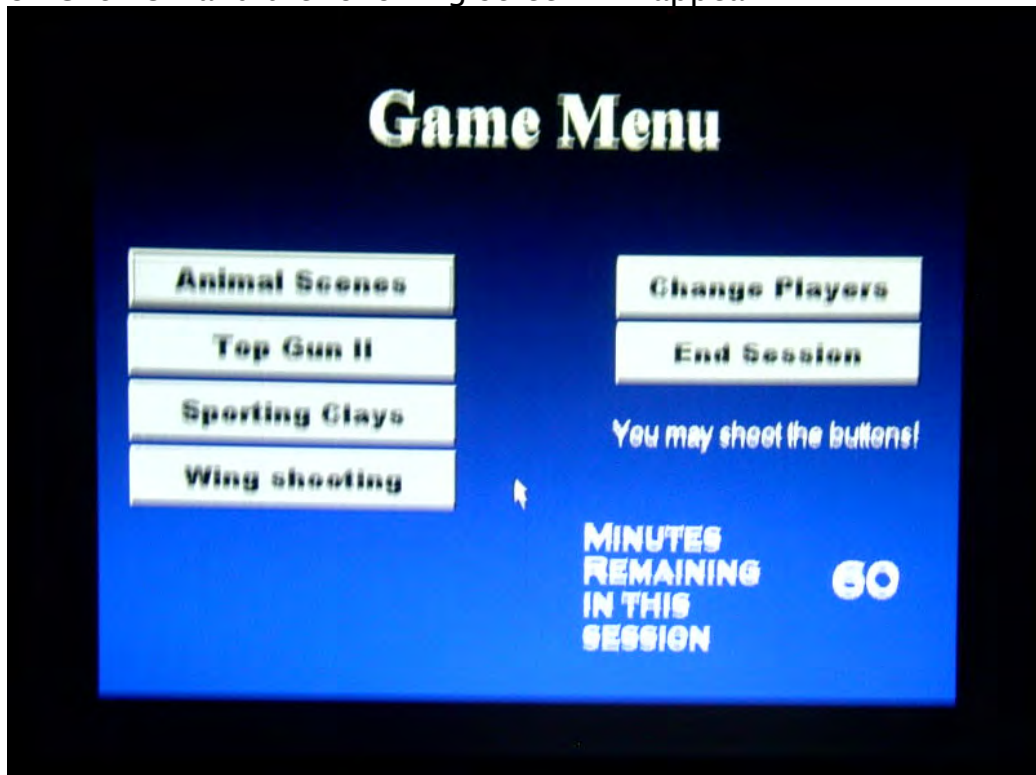 Game Menu
Animal Scenes
Top Gun II
Sporting Clays
Wing shooting
Change Players
End Session
You may shoot the buttons!
MINUTES
REMAINING
IN THIS
SESSION
60